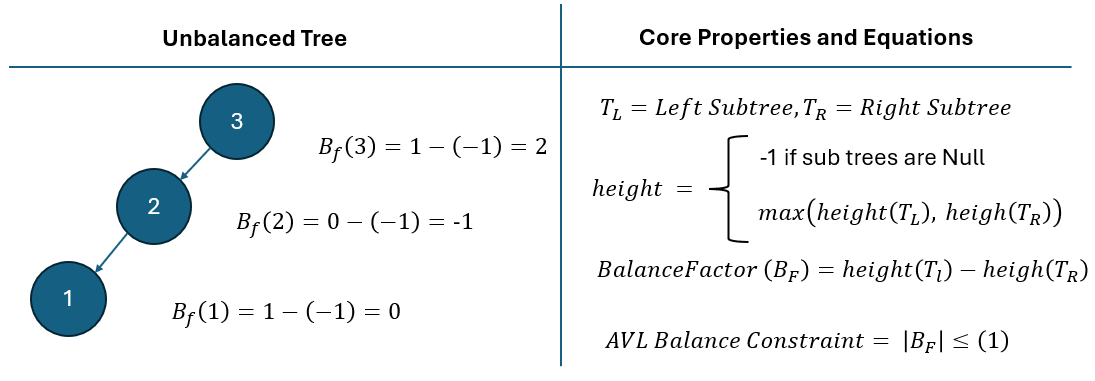 Unbalanced Tree
3
B_f(3) = 1 − (−1) = 2
2
B_f(2) = 0 − (−1) = -1
1
B_f(1) = 1 − (−1) = 0
Core Properties and Equations
T_L = Left Subtree, T_R = Right Subtree
height = {
-1 if sub trees are Null
max(height(T_L), heigh(T_R))
BalanceFactor (B_F) = height(T_l) − heigh(T_R)
AVL Balance Constraint = |B_F| ≤ (1)